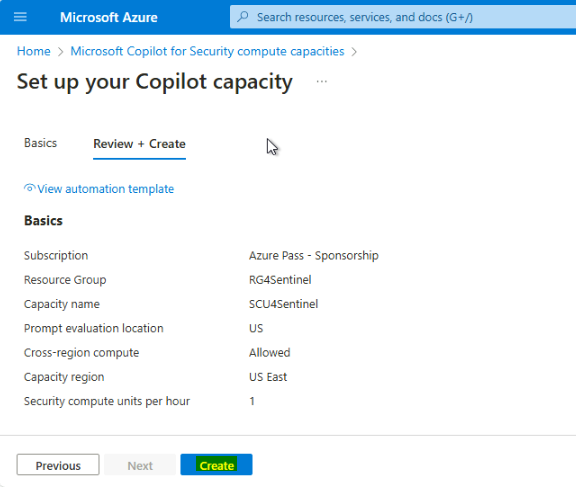 Microsoft Azure
Search resources, services, and docs (G+/)
Home > Microsoft Copilot for Security compute capacities >
Set up your Copilot capacity ...
Basics Review + Create
View automation template
Basics
Subscription Azure Pass - Sponsorship
Resource Group RG4Sentinel
Capacity name SCU4Sentinel
Prompt evaluation location US
Cross-region compute Allowed
Capacity region US East
Security compute units per hour 1
Previous Next Create